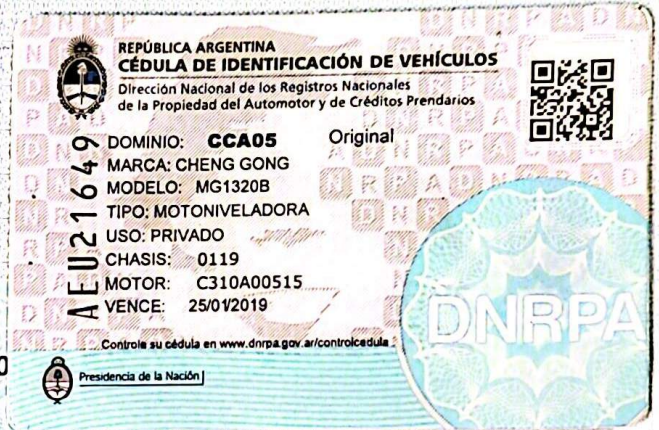 REPÚBLICA ARGENTINA
CÉDULA DE IDENTIFICACIÓN DE VEHÍCULOS
Dirección Nacional de los Registros Nacionales
de la Propiedad del Automotor y de Créditos Prendarios
AEU21649
DOMINIO: CCA05 Original
MARCA: CHENG GONG
MODELO: MG1320B
TIPO: MOTONIVELADORA
USO: PRIVADO
CHASIS: 0119
MOTOR: C310A00515
VENCE: 25/01/2019
DNRPA
Controle su cédula en www.dnrpa.gov.ar/controlcedula
Presidencia de la Nación